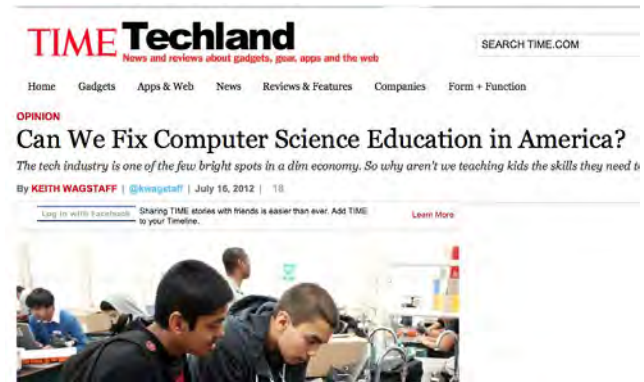 TIME Techland
News and reviews about gadgets, gear, apps and the web
SEARCH TIME.COM
Home Gadgets Apps & Web News Reviews & Features Companies Form + Function
OPINION
Can We Fix Computer Science Education in America?
The tech industry is one of the few bright spots in a dim economy. So why aren't we teaching kids the skills they need t
By KEITH WAGSTAFF | @kwagstaff | July 16, 2012 | 18
Log in with Facebook Sharing TIME stories with friends is easier than ever. Add TIME Learn More
to your Timeline.